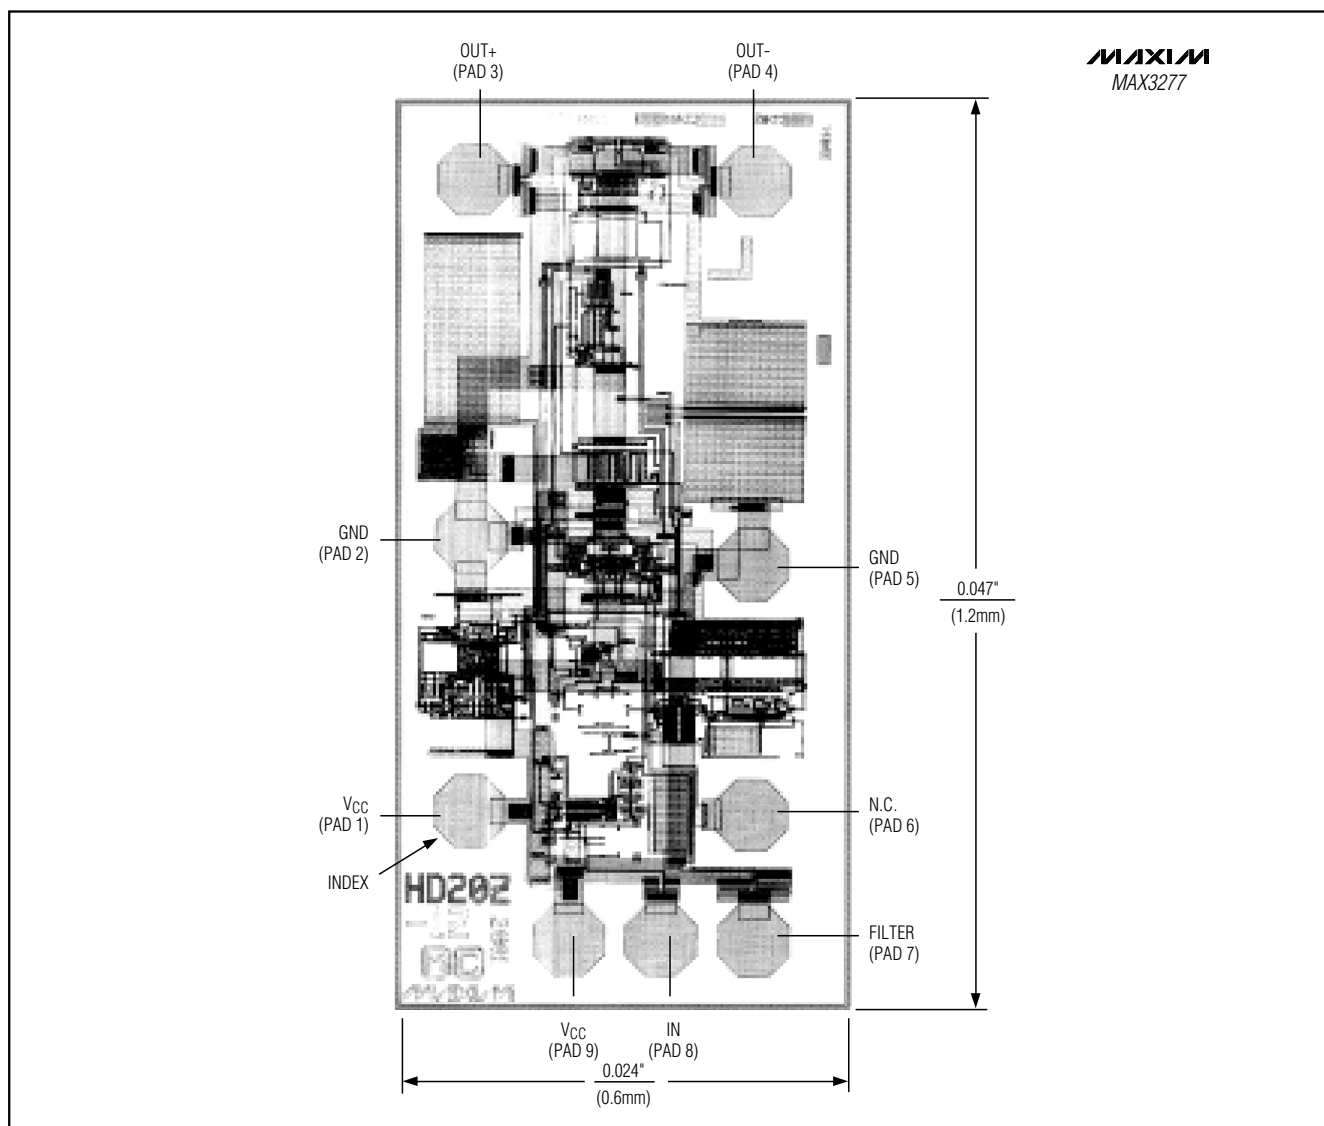 OUT+
(PAD 3)
OUT-
(PAD 4)
MAXIM
MAX3277
GND
(PAD 2)
GND
(PAD 5)
0.047"
(1.2mm)
VCC
(PAD 1)
N.C.
(PAD 6)
INDEX
HD202
FILTER
(PAD 7)
MC
MAXIM
VCC
(PAD 9)
IN
(PAD 8)
0.024"
(0.6mm)